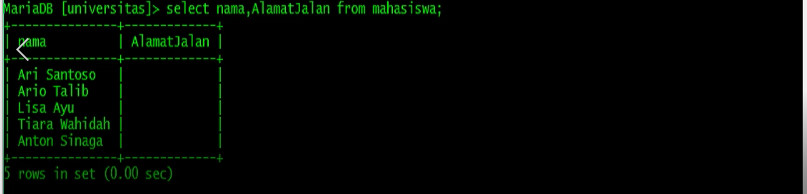 MariaDB [universitas]> select nama,AlamatJalan from mahasiswa;
+---------------+-------------+
| nama          | AlamatJalan |
+---------------+-------------+
| Ari Santoso   |             |
| Ario Talib    |             |
| Lisa Ayu      |             |
| Tiara Wahidah |             |
| Anton Sinaga  |             |
+---------------+-------------+
5 rows in set (0.00 sec)